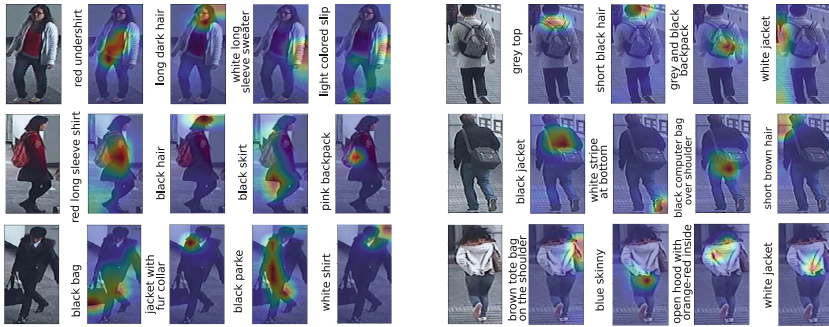 red undershirt
long dark hair
white long
sleeve sweater
light colored slip
grey top
short black hair
grey and black
backpack
white jacket
red long sleeve shirt
black hair
black skirt
pink backpack
black jacket
white stripe
at bottom
black computer bag
over shoulder
short brown hair
black bag
jacket with
fur collar
black parke
white shirt
brown tote bag
on the shoulder
blue skinny
open hood with
orange-red inside
white jacket